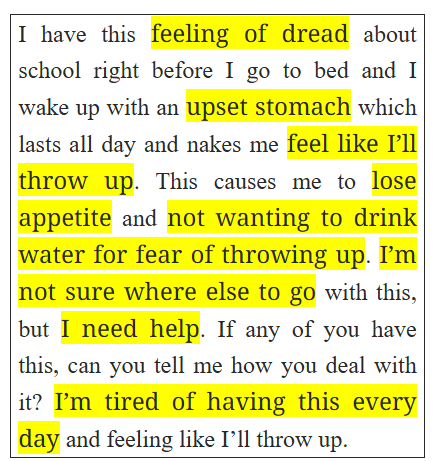 I have this feeling of dread about
school right before I go to bed and I
wake up with an upset stomach which
lasts all day and nakes me feel like I’ll
throw up. This causes me to lose
appetite and not wanting to drink
water for fear of throwing up. I’m
not sure where else to go with this,
but I need help. If any of you have
this, can you tell me how you deal with
it? I’m tired of having this every
day and feeling like I’ll throw up.